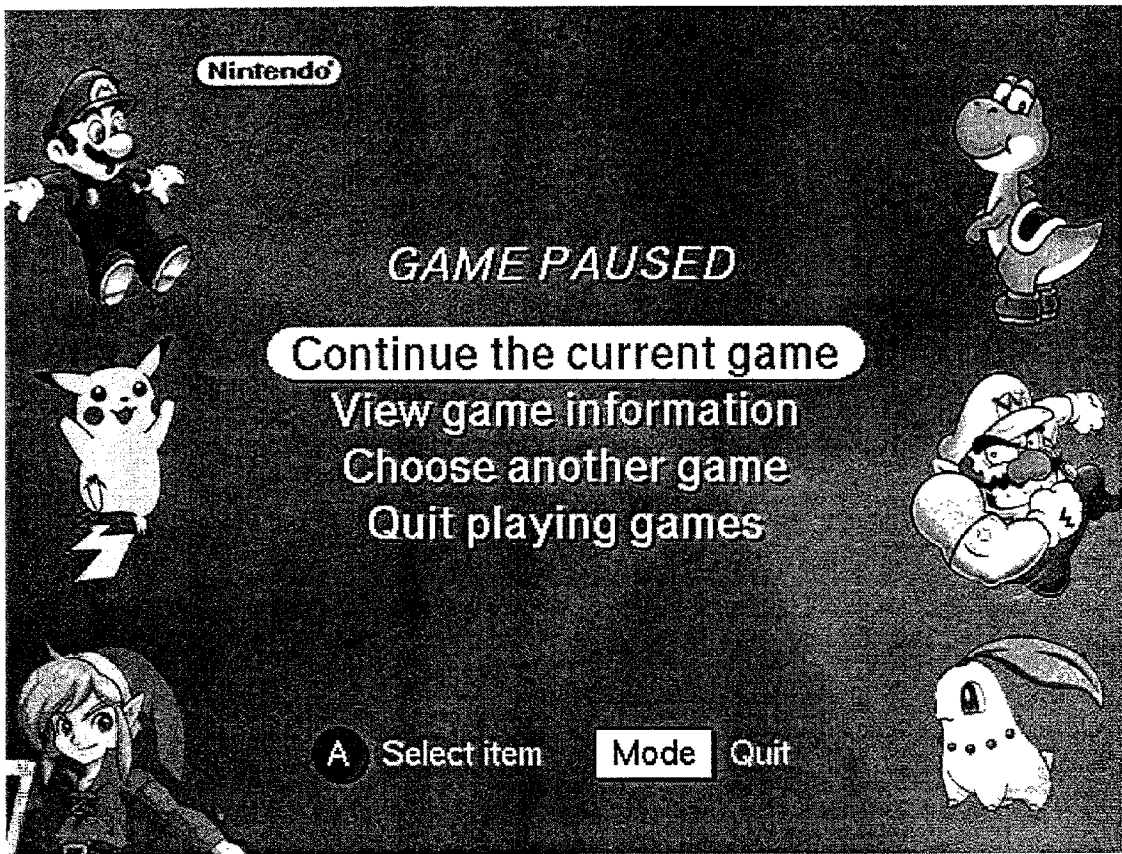 Nintendo®
GAME PAUSED
Continue the current game
View game information
Choose another game
Quit playing games
A Select item Mode Quit